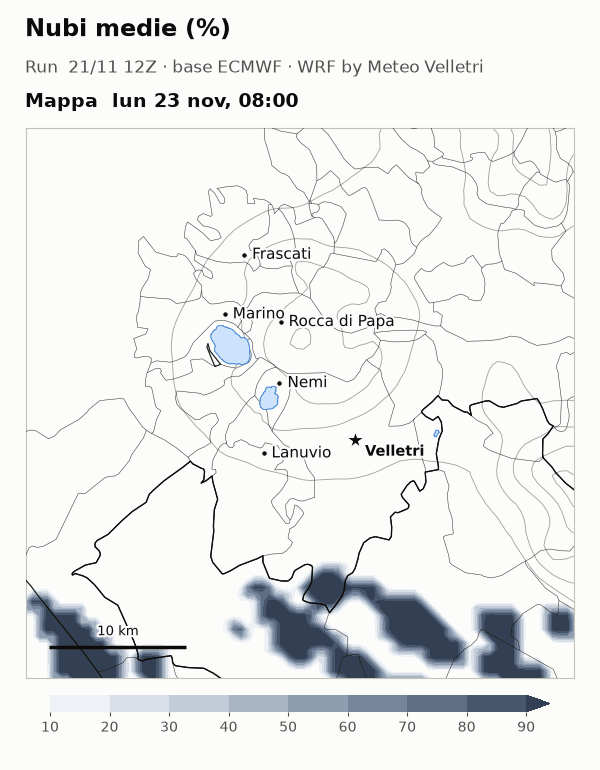 Nubi medie (%)
Run  21/11 12Z · base ECMWF · WRF by Meteo Velletri
Mappa  lun 23 nov, 08:00
Frascati
Marino
Rocca di Papa
Nemi
Velletri
Lanuvio
10 km
10 20 30 40 50 60 70 80 90